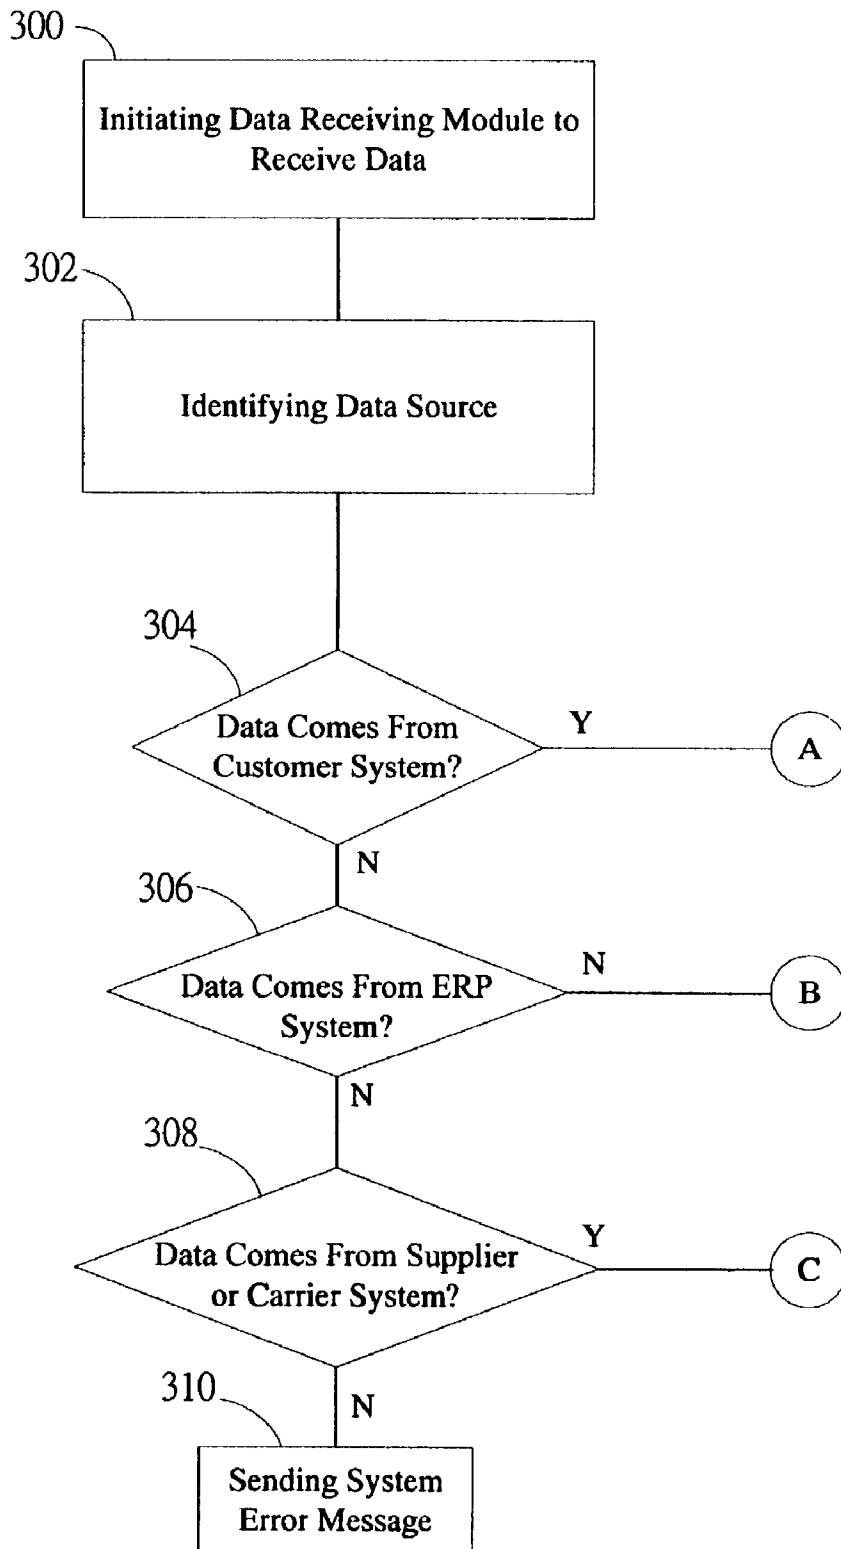 300
Initiating Data Receiving Module to
Receive Data
302
Identifying Data Source
304
Data Comes From
Customer System?
Y
A
N
306
Data Comes From ERP
System?
N
B
N
308
Data Comes From Supplier
or Carrier System?
Y
C
N
310
Sending System
Error Message